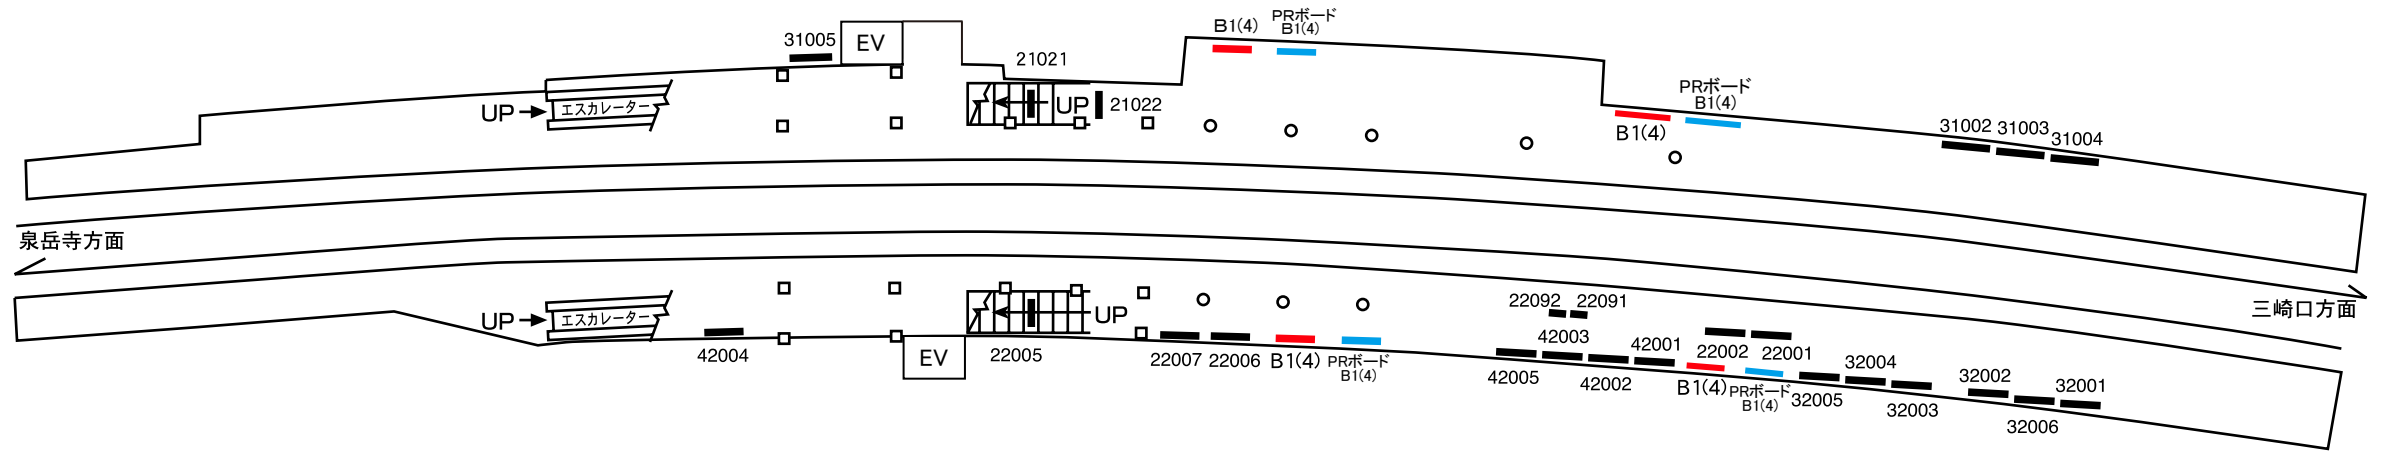 B1(4)
PRボード
B1(4)
31005
EV
21021
PRボード
B1(4)
UP
エスカレーター
UP
21022
B1(4)
31002
31003
31004
泉岳寺方面
三崎口方面
UP
エスカレーター
UP
22092
22091
42004
EV
22005
22007
22006
B1(4)
PRボード
B1(4)
42003
42001
22002
22001
32004
42005
42002
B1(4)
PRボード
B1(4)
32005
32003
32002
32001
32006